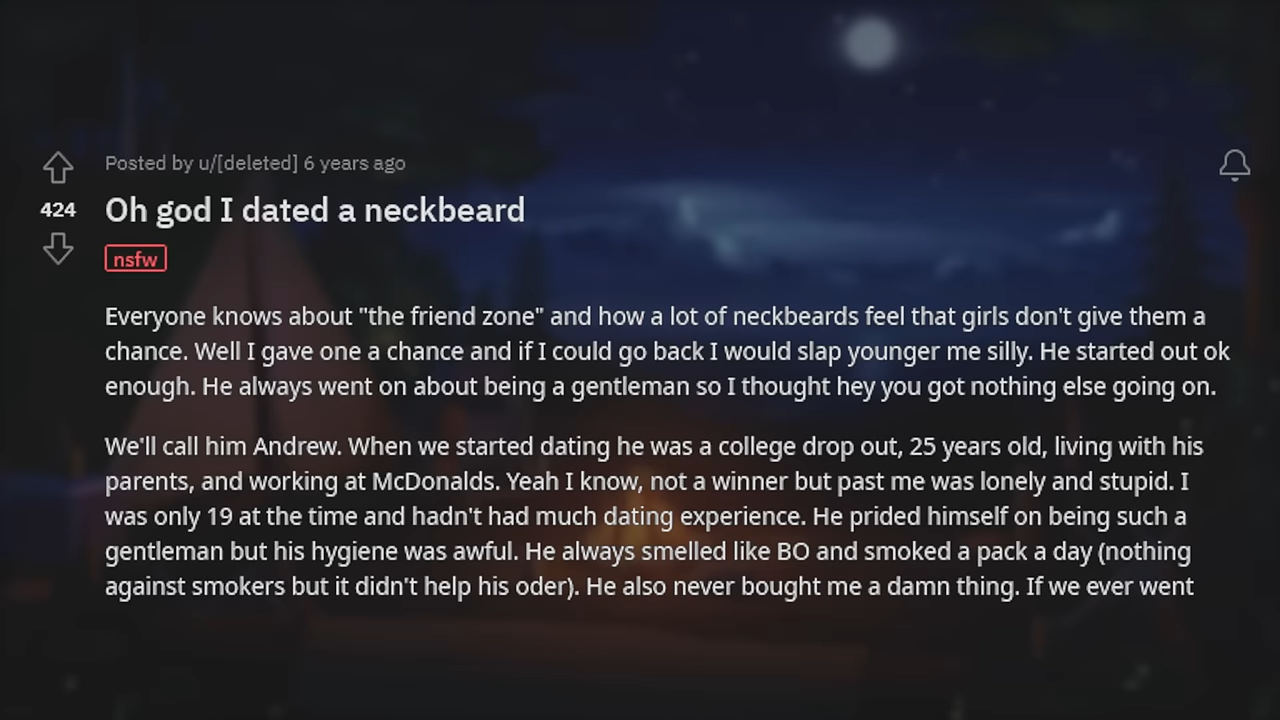 Posted by u/[deleted] 6 years ago
424
Oh god I dated a neckbeard
nsfw
Everyone knows about "the friend zone" and how a lot of neckbeards feel that girls don't give them a
chance. Well I gave one a chance and if I could go back I would slap younger me silly. He started out ok
enough. He always went on about being a gentleman so I thought hey you got nothing else going on.
We'll call him Andrew. When we started dating he was a college drop out, 25 years old, living with his
parents, and working at McDonalds. Yeah I know, not a winner but past me was lonely and stupid. I
was only 19 at the time and hadn't had much dating experience. He prided himself on being such a
gentleman but his hygiene was awful. He always smelled like BO and smoked a pack a day (nothing
against smokers but it didn't help his oder). He also never bought me a damn thing. If we ever went